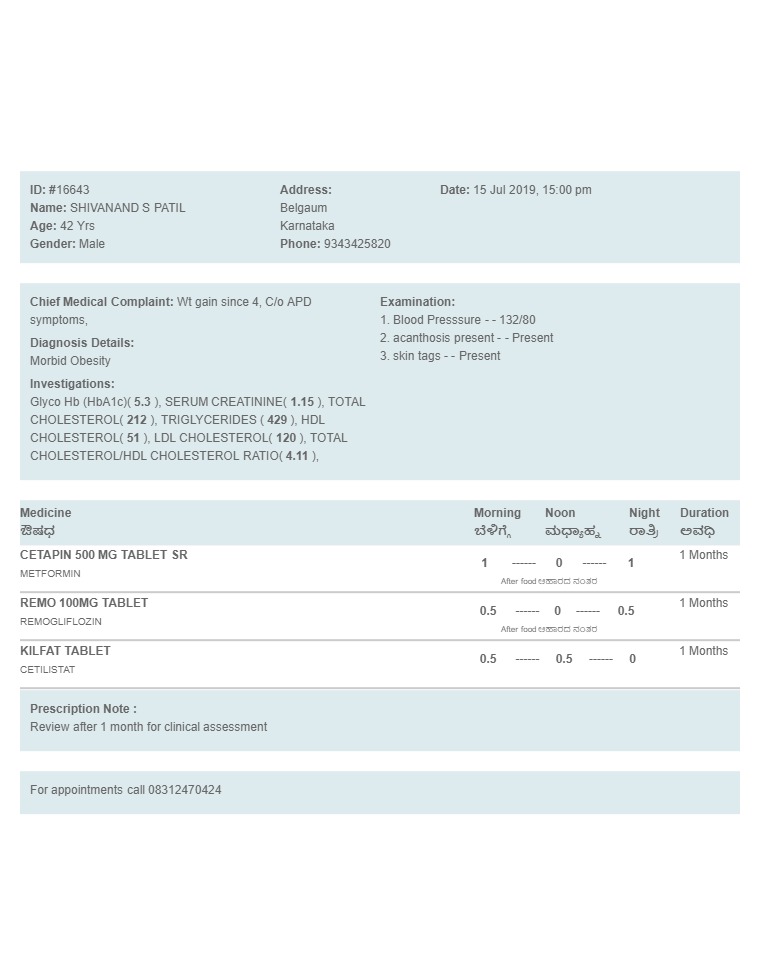 ID: #16643
Name: SHIVANAND S PATIL
Age: 42 Yrs
Gender: Male
Address:
Belgaum
Karnataka
Phone: 9343425820
Date: 15 Jul 2019, 15:00 pm
Chief Medical Complaint: Wt gain since 4, C/o APD
symptoms,
Diagnosis Details:
Morbid Obesity
Investigations:
Glyco Hb (HbA1c)( 5.3 ), SERUM CREATININE( 1.15 ), TOTAL
CHOLESTEROL( 212 ), TRIGLYCERIDES ( 429 ), HDL
CHOLESTEROL( 51 ), LDL CHOLESTEROL( 120 ), TOTAL
CHOLESTEROL/HDL CHOLESTEROL RATIO( 4.11 ),
Examination:
1. Blood Presssure - - 132/80
2. acanthosis present - - Present
3. skin tags - - Present
Medicine Morning Noon Night Duration
ಔಷಧ ಬೆಳಿಗ್ಗೆ ಮಧ್ಯಾಹ್ನ ರಾತ್ರಿ ಅವಧಿ
CETAPIN 500 MG TABLET SR 1 ------ 0 ------ 1 1 Months
METFORMIN After food ಆಹಾರದ ನಂತರ
REMO 100MG TABLET 0.5 ------ 0 ------ 0.5 1 Months
REMOGLIFLOZIN After food ಆಹಾರದ ನಂತರ
KILFAT TABLET 0.5 ------ 0.5 ------ 0 1 Months
CETILISTAT
Prescription Note :
Review after 1 month for clinical assessment
For appointments call 08312470424